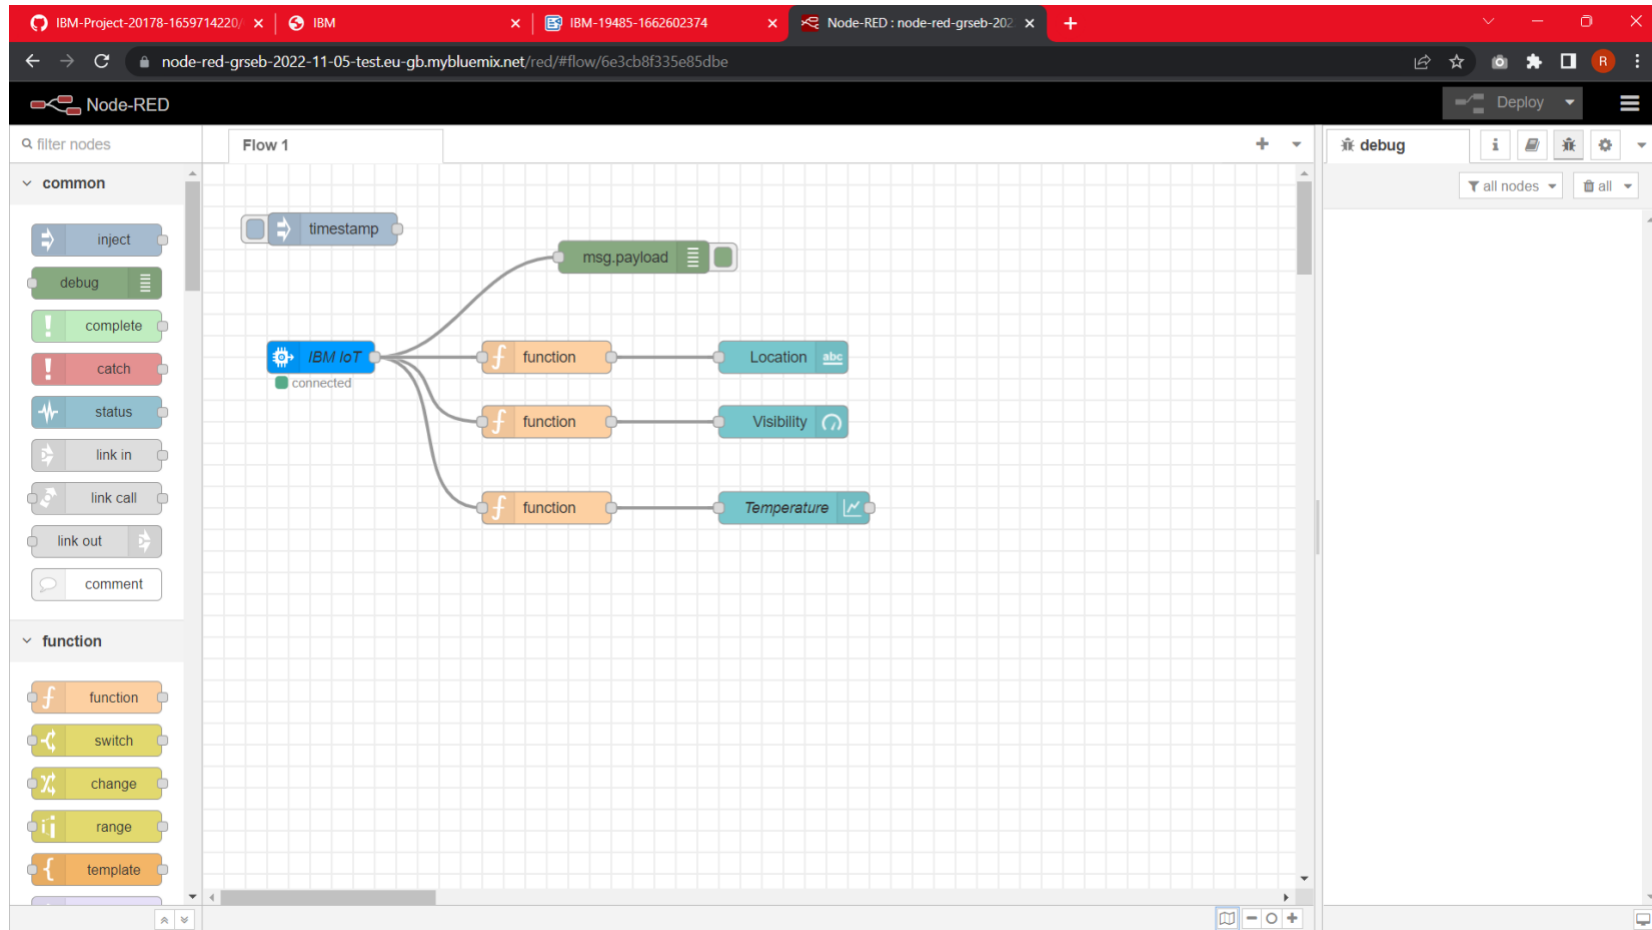 IBM-Project-20178-1659714220/
IBM
IBM-19485-1662602374
Node-RED : node-red-grseb-202
node-red-grseb-2022-11-05-test.eu-gb.mybluemix.net/red/#flow/6e3cb8f335e85dbe
R
Node-RED
Deploy
filter nodes
Flow 1
debug
i
all nodes
all
common
inject
debug
complete
catch
status
link in
link call
link out
comment
function
function
switch
change
range
template
timestamp
msg.payload
IBM IoT
connected
function
Location
abc
function
Visibility
function
Temperature